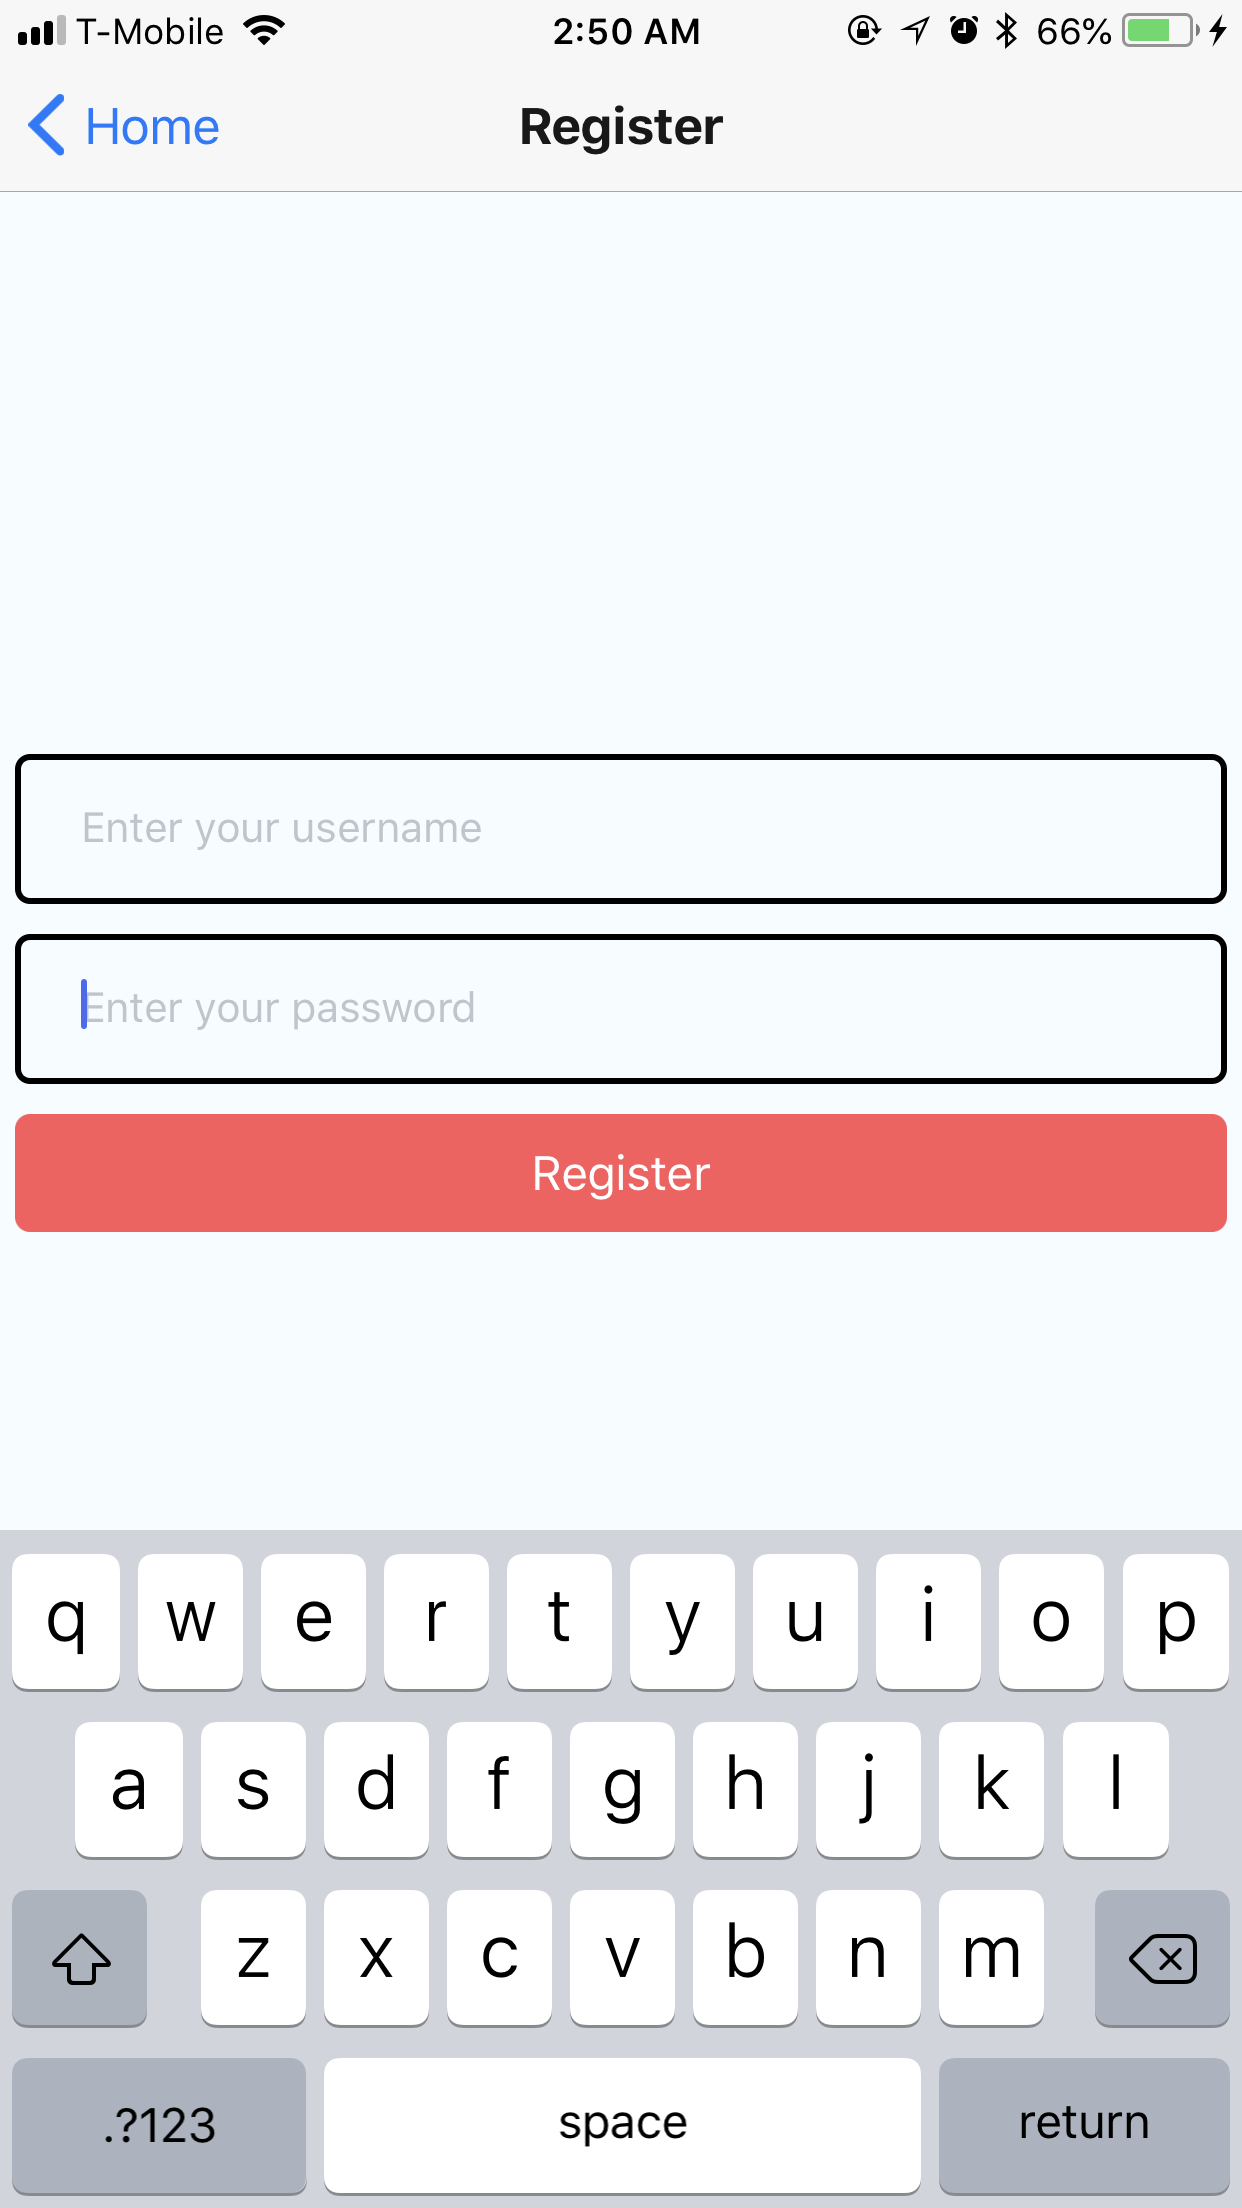 T-Mobile 2:50 AM 66%
Home Register
Enter your username
Enter your password
Register
q w e r t y u i o p
a s d f g h j k l
z x c v b n m
.?123 space return